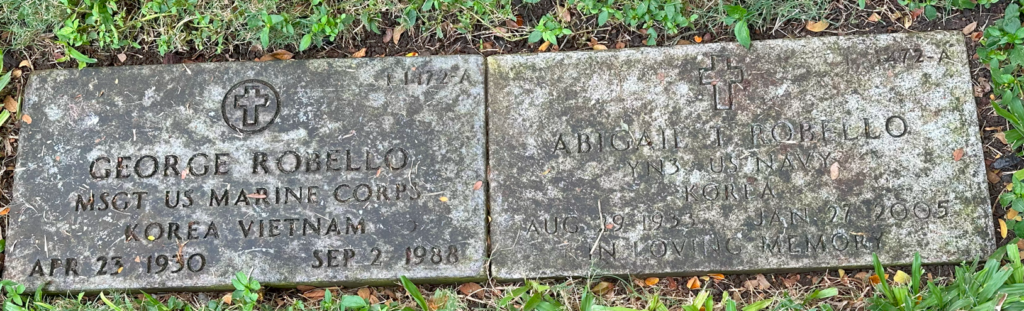 1472-A
GEORGE ROBELLO
MSGT US MARINE CORPS
KOREA VIETNAM
APR 23 1930 SEP 2 1988
1472-A
ABIGAIL T ROBELLO
YN3 US NAVY
KOREA
AUG 19 1933 JAN 27 2005
IN LOVING MEMORY